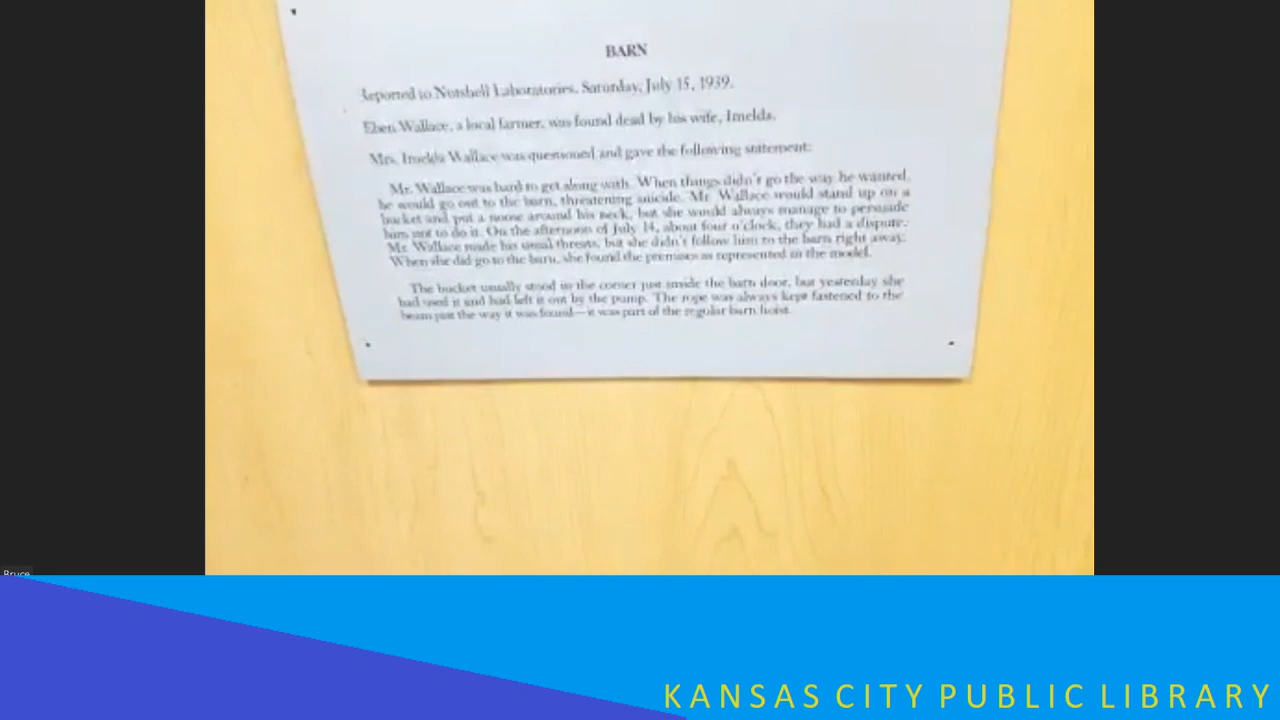 BARN
Reported to Nutshell Laboratories, Saturday, July 15, 1939.
Eben Wallace, a local farmer, was found dead by his wife, Imelda.
Mrs. Imelda Wallace was questioned and gave the following statement:
Mr. Wallace was hard to get along with. When things didn't go the way he wanted,
he would go out to the barn, threatening suicide. Mr. Wallace would stand up on a
bucket and put a noose around his neck, but she would always manage to persuade
him not to do it. On the afternoon of July 14, about four o'clock, they had a dispute.
Mr. Wallace made his usual threats, but she didn't follow him to the barn right away.
When she did go to the barn, she found the premises as represented in the model.
The bucket usually stood in the corner just inside the barn door, but yesterday she
had used it and had left it out by the pump. The rope was always kept fastened to the
beam just the way it was found—it was part of the regular barn hoist.
Bruce
KANSAS CITY PUBLIC LIBRARY